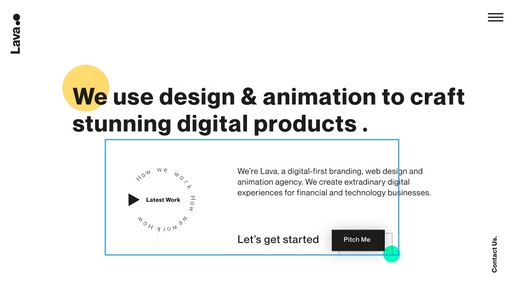 Lava
We use design & animation to craft
stunning digital products .
How we work How we work How
Latest Work
We're Lava, a digital-first branding, web design and
animation agency. We create extradinary digital
experiences for financial and technology businesses.
Let's get started
Pitch Me
Contact Us.